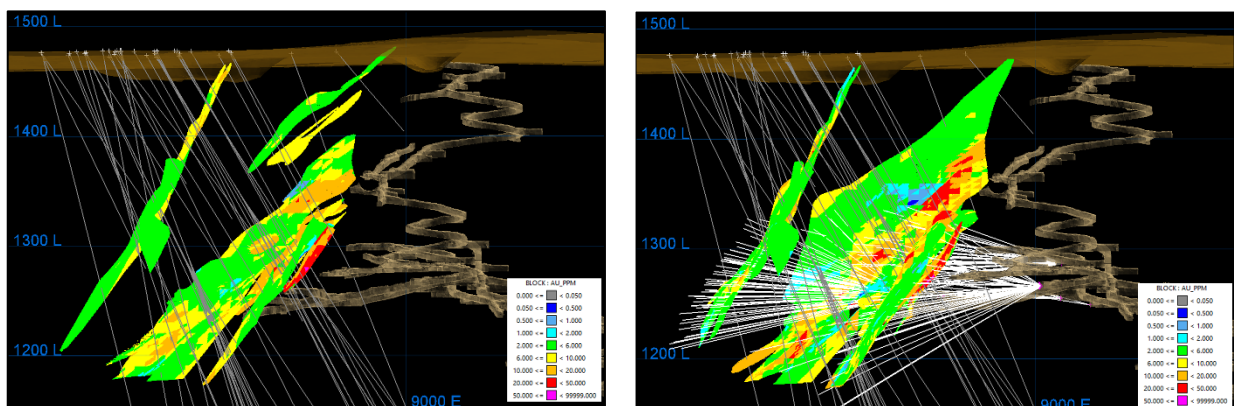 1500 L
1400 L
1300 L
1200 L
9000 E
BLOCK : AU_PPM
0.000 <= < 0.050
0.050 <= < 0.500
0.500 <= < 1.000
1.000 <= < 2.000
2.000 <= < 6.000
6.000 <= < 10.000
10.000 <= < 20.000
20.000 <= < 50.000
50.000 <= < 99999.000
1500 L
1400 L
1300 L
1200 L
9000 E
BLOCK : AU_PPM
0.000 <= < 0.050
0.050 <= < 0.500
0.500 <= < 1.000
1.000 <= < 2.000
2.000 <= < 6.000
6.000 <= < 10.000
10.000 <= < 20.000
20.000 <= < 50.000
50.000 <= < 99999.000